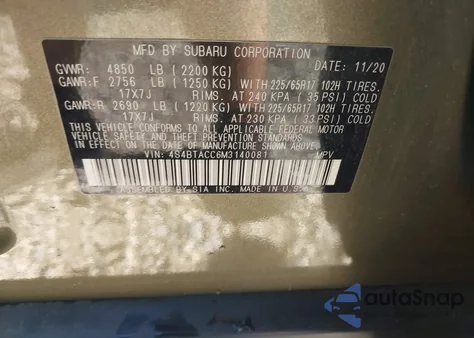 MFD. BY SUBARU CORPORATION
GVWR: 4850 LB (2200 KG) DATE: 11/20
GAWR:F 2756 LB (1250 KG) WITH 225/65R17 102H TIRES.
17X7J RIMS. AT 240 KPA (35 PSI) COLD
GAWR:R 2690 LB (1220 KG) WITH 225/65R17 102H TIRES.
17X7J RIMS. AT 230 KPA (33 PSI) COLD
THIS VEHICLE CONFORMS TO ALL APPLICABLE FEDERAL MOTOR
VEHICLE SAFETY AND THEFT PREVENTION STANDARDS
IN EFFECT ON THE DATE OF MANUFACTURE SHOWN ABOVE.
VIN: 4S4BTACC6M3140081 MPV
ASSEMBLED BY SIA INC. MADE IN U.S.A.
autoSnap